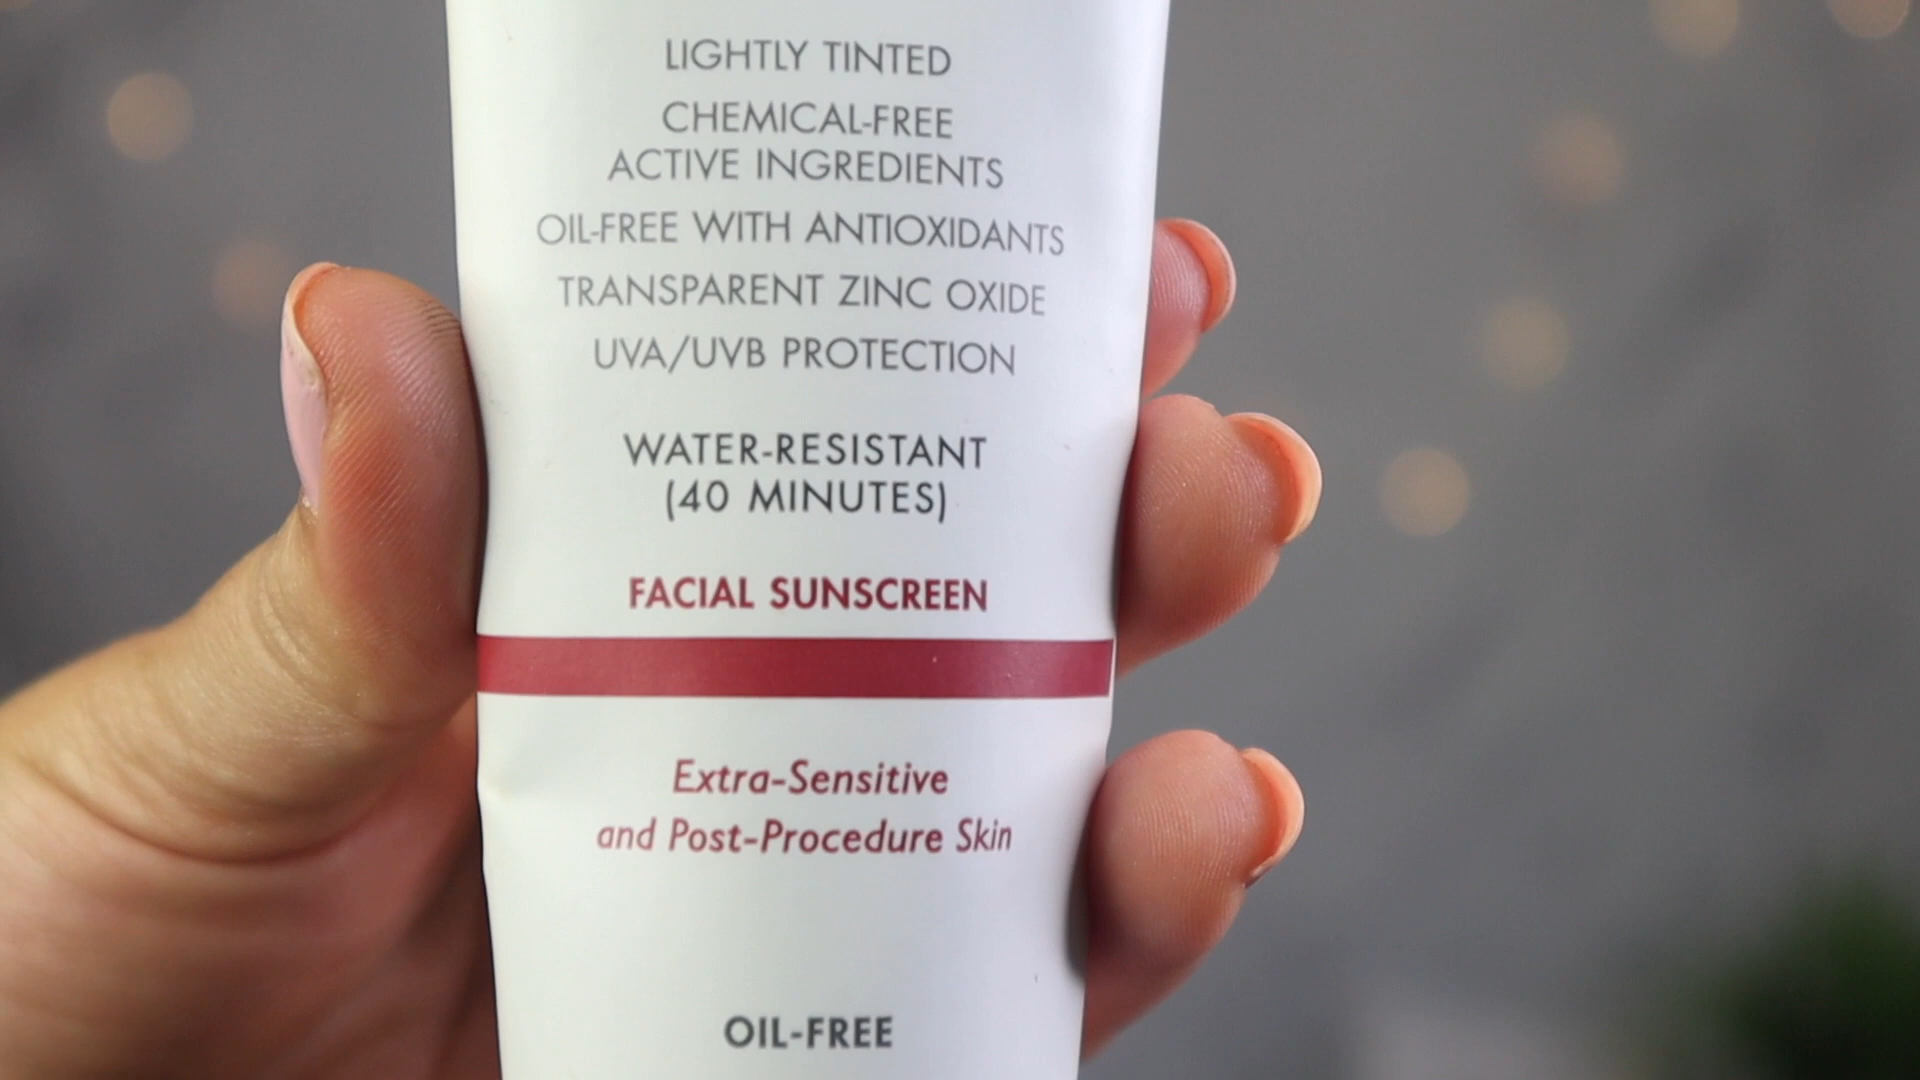 LIGHTLY TINTED
CHEMICAL-FREE
ACTIVE INGREDIENTS
OIL-FREE WITH ANTIOXIDANTS
TRANSPARENT ZINC OXIDE
UVA/UVB PROTECTION
WATER-RESISTANT
(40 MINUTES)
FACIAL SUNSCREEN
Extra-Sensitive
and Post-Procedure Skin
OIL-FREE